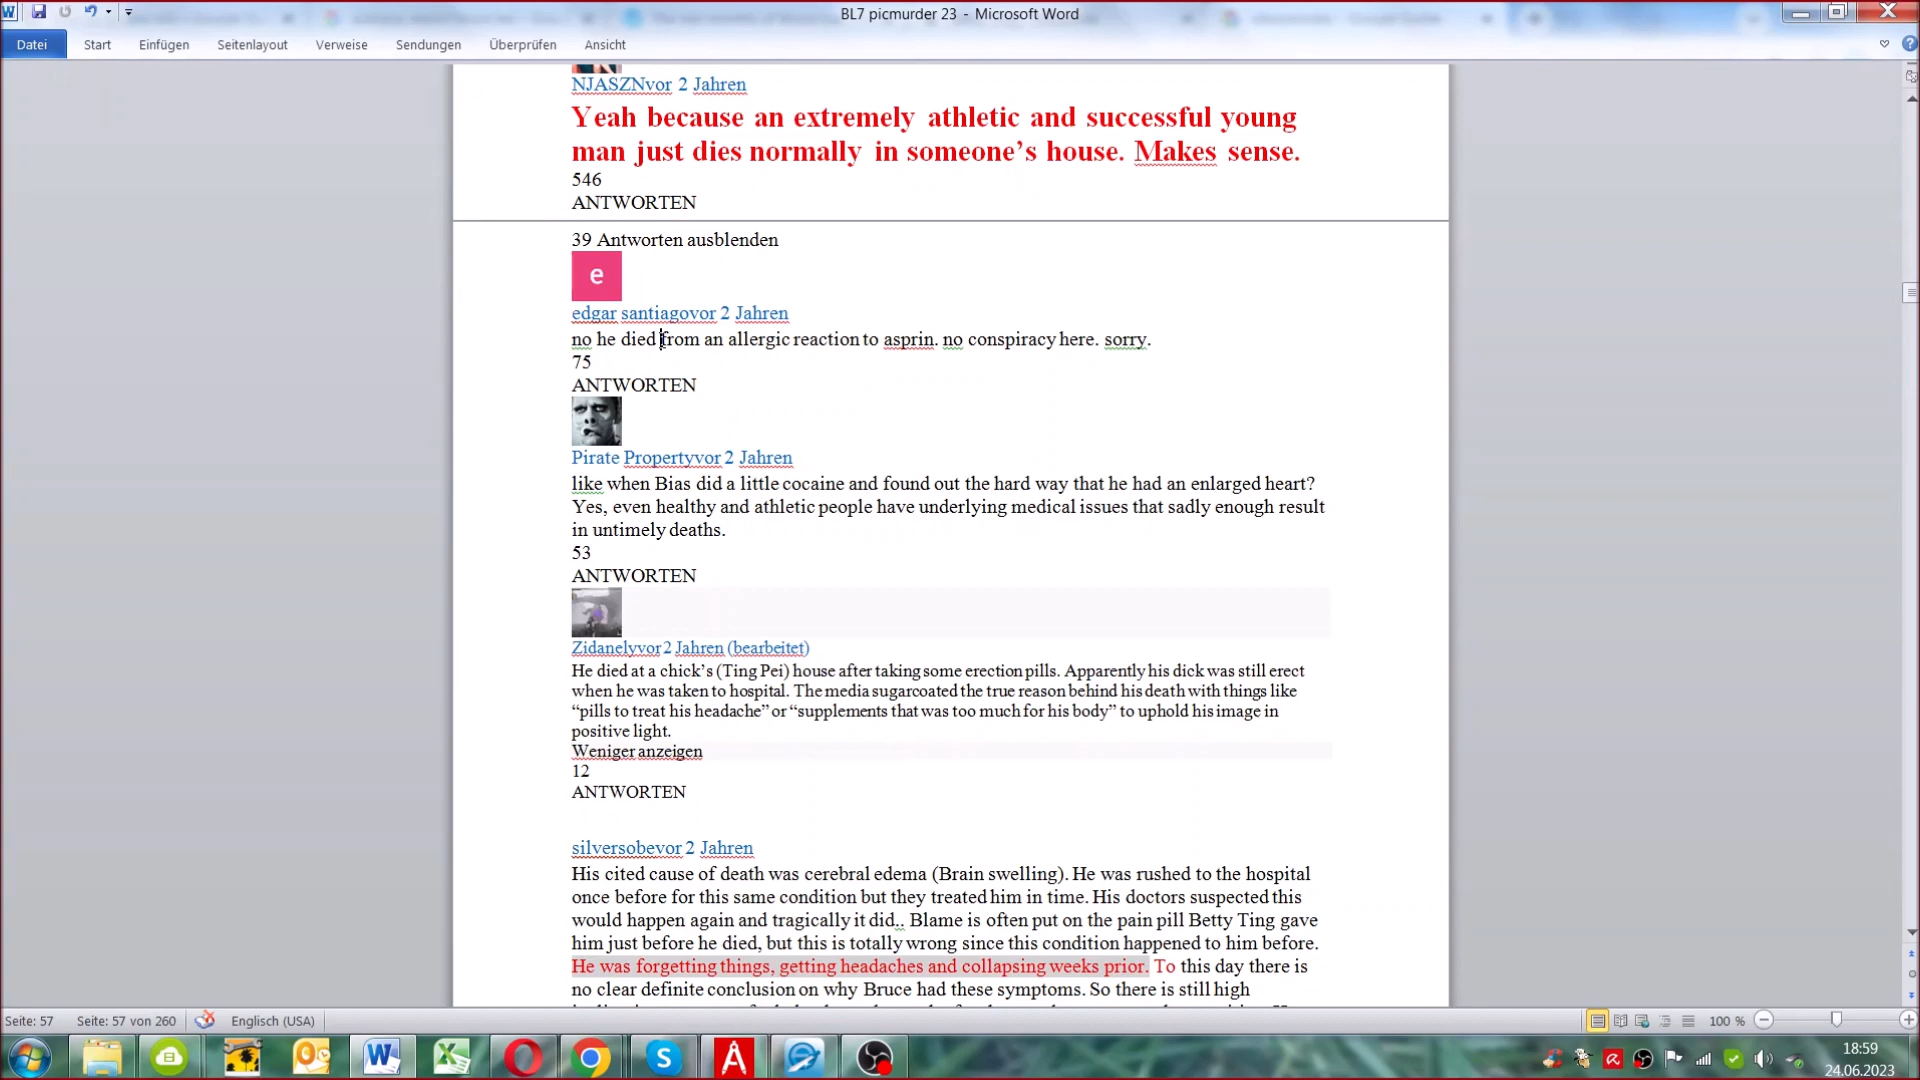 BL7 picmurder 23 - Microsoft Word
Datei Start Einfügen Seitenlayout Verweise Sendungen Überprüfen Ansicht
NJASZNvor 2 Jahren
Yeah because an extremely athletic and successful young
man just dies normally in someone’s house. Makes sense.
546
ANTWORTEN
39 Antworten ausblenden
e
edgar santiagovor 2 Jahren
no he died from an allergic reaction to asprin. no conspiracy here. sorry.
75
ANTWORTEN
Pirate Propertyvor 2 Jahren
like when Bias did a little cocaine and found out the hard way that he had an enlarged heart?
Yes, even healthy and athletic people have underlying medical issues that sadly enough result
in untimely deaths.
53
ANTWORTEN
Zidanelyvor 2 Jahren (bearbeitet)
He died at a chick’s (Ting Pei) house after taking some erection pills. Apparently his dick was still erect
when he was taken to hospital. The media sugarcoated the true reason behind his death with things like
“pills to treat his headache” or “supplements that was too much for his body” to uphold his image in
positive light.
Weniger anzeigen
12
ANTWORTEN
silversobevor 2 Jahren
His cited cause of death was cerebral edema (Brain swelling). He was rushed to the hospital
once before for this same condition but they treated him in time. His doctors suspected this
would happen again and tragically it did.. Blame is often put on the pain pill Betty Ting gave
him just before he died, but this is totally wrong since this condition happened to him before.
He was forgetting things, getting headaches and collapsing weeks prior. To this day there is
no clear definite conclusion on why Bruce had these symptoms. So there is still high
Seite: 57 Seite: 57 von 260 Englisch (USA) 100 %
18:59
24.06.2023